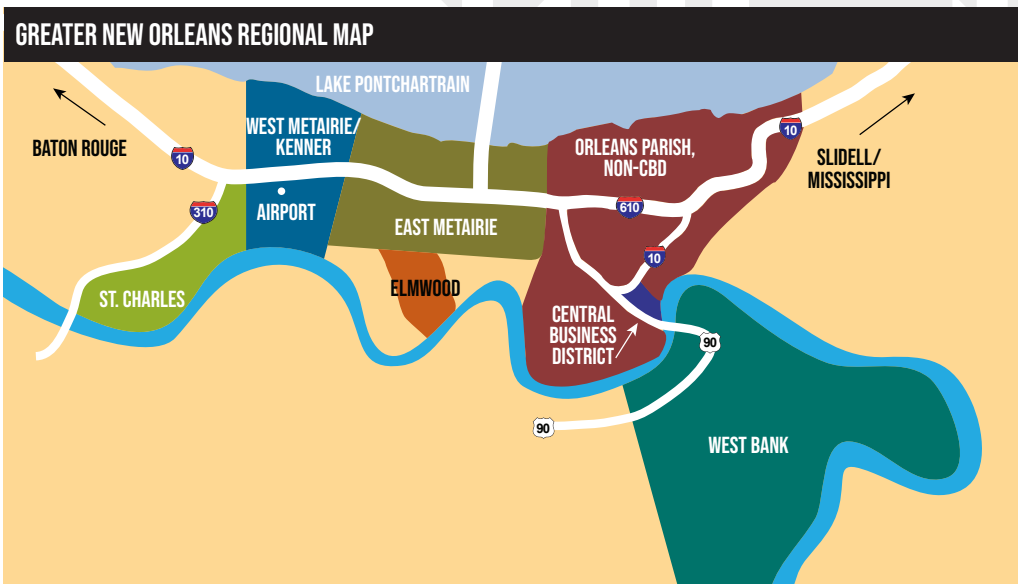 GREATER NEW ORLEANS REGIONAL MAP
LAKE PONTCHARTRAIN
WEST METAIRIE/
KENNER
BATON ROUGE
10
ORLEANS PARISH,
NON-CBD
10
SLIDELL/
MISSISSIPPI
310
AIRPORT
610
EAST METAIRIE
10
ST. CHARLES
ELMWOOD
CENTRAL
BUSINESS
DISTRICT
90
90
WEST BANK